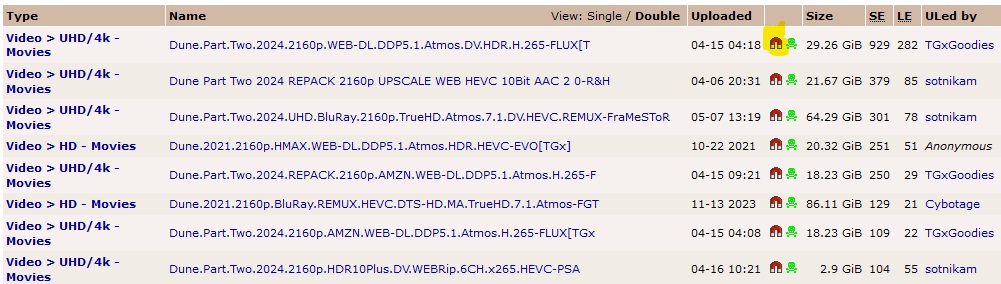 Type Name View: Single / Double Uploaded Size SE LE ULed by
Video > UHD/4k - Movies Dune.Part.Two.2024.2160p.WEB-DL.DDP5.1.Atmos.DV.HDR.H.265-FLUX[T 04-15 04:18 29.26 GiB 929 282 TGxGoodies
Video > UHD/4k - Movies Dune Part Two 2024 REPACK 2160p UPSCALE WEB HEVC 10Bit AAC 2 0-R&H 04-06 20:31 21.67 GiB 379 85 sotnikam
Video > UHD/4k - Movies Dune.Part.Two.2024.UHD.BluRay.2160p.TrueHD.Atmos.7.1.DV.HEVC.REMUX-FraMeSToR 05-07 13:19 64.29 GiB 301 78 sotnikam
Video > HD - Movies Dune.2021.2160p.HMAX.WEB-DL.DDP5.1.Atmos.HDR.HEVC-EVO[TGx] 10-22 2021 20.32 GiB 251 51 Anonymous
Video > UHD/4k - Movies Dune.Part.Two.2024.REPACK.2160p.AMZN.WEB-DL.DDP5.1.Atmos.H.265-F 04-15 09:21 18.23 GiB 250 29 TGxGoodies
Video > HD - Movies Dune.2021.2160p.BluRay.REMUX.HEVC.DTS-HD.MA.TrueHD.7.1.Atmos-FGT 11-13 2023 86.11 GiB 129 21 Cybotage
Video > UHD/4k - Movies Dune.Part.Two.2024.2160p.AMZN.WEB-DL.DDP5.1.Atmos.H.265-FLUX[TGx 04-15 04:08 18.23 GiB 109 22 TGxGoodies
Video > UHD/4k - Movies Dune.Part.Two.2024.2160p.HDR10Plus.DV.WEBRip.6CH.x265.HEVC-PSA 04-16 10:21 2.9 GiB 104 55 sotnikam